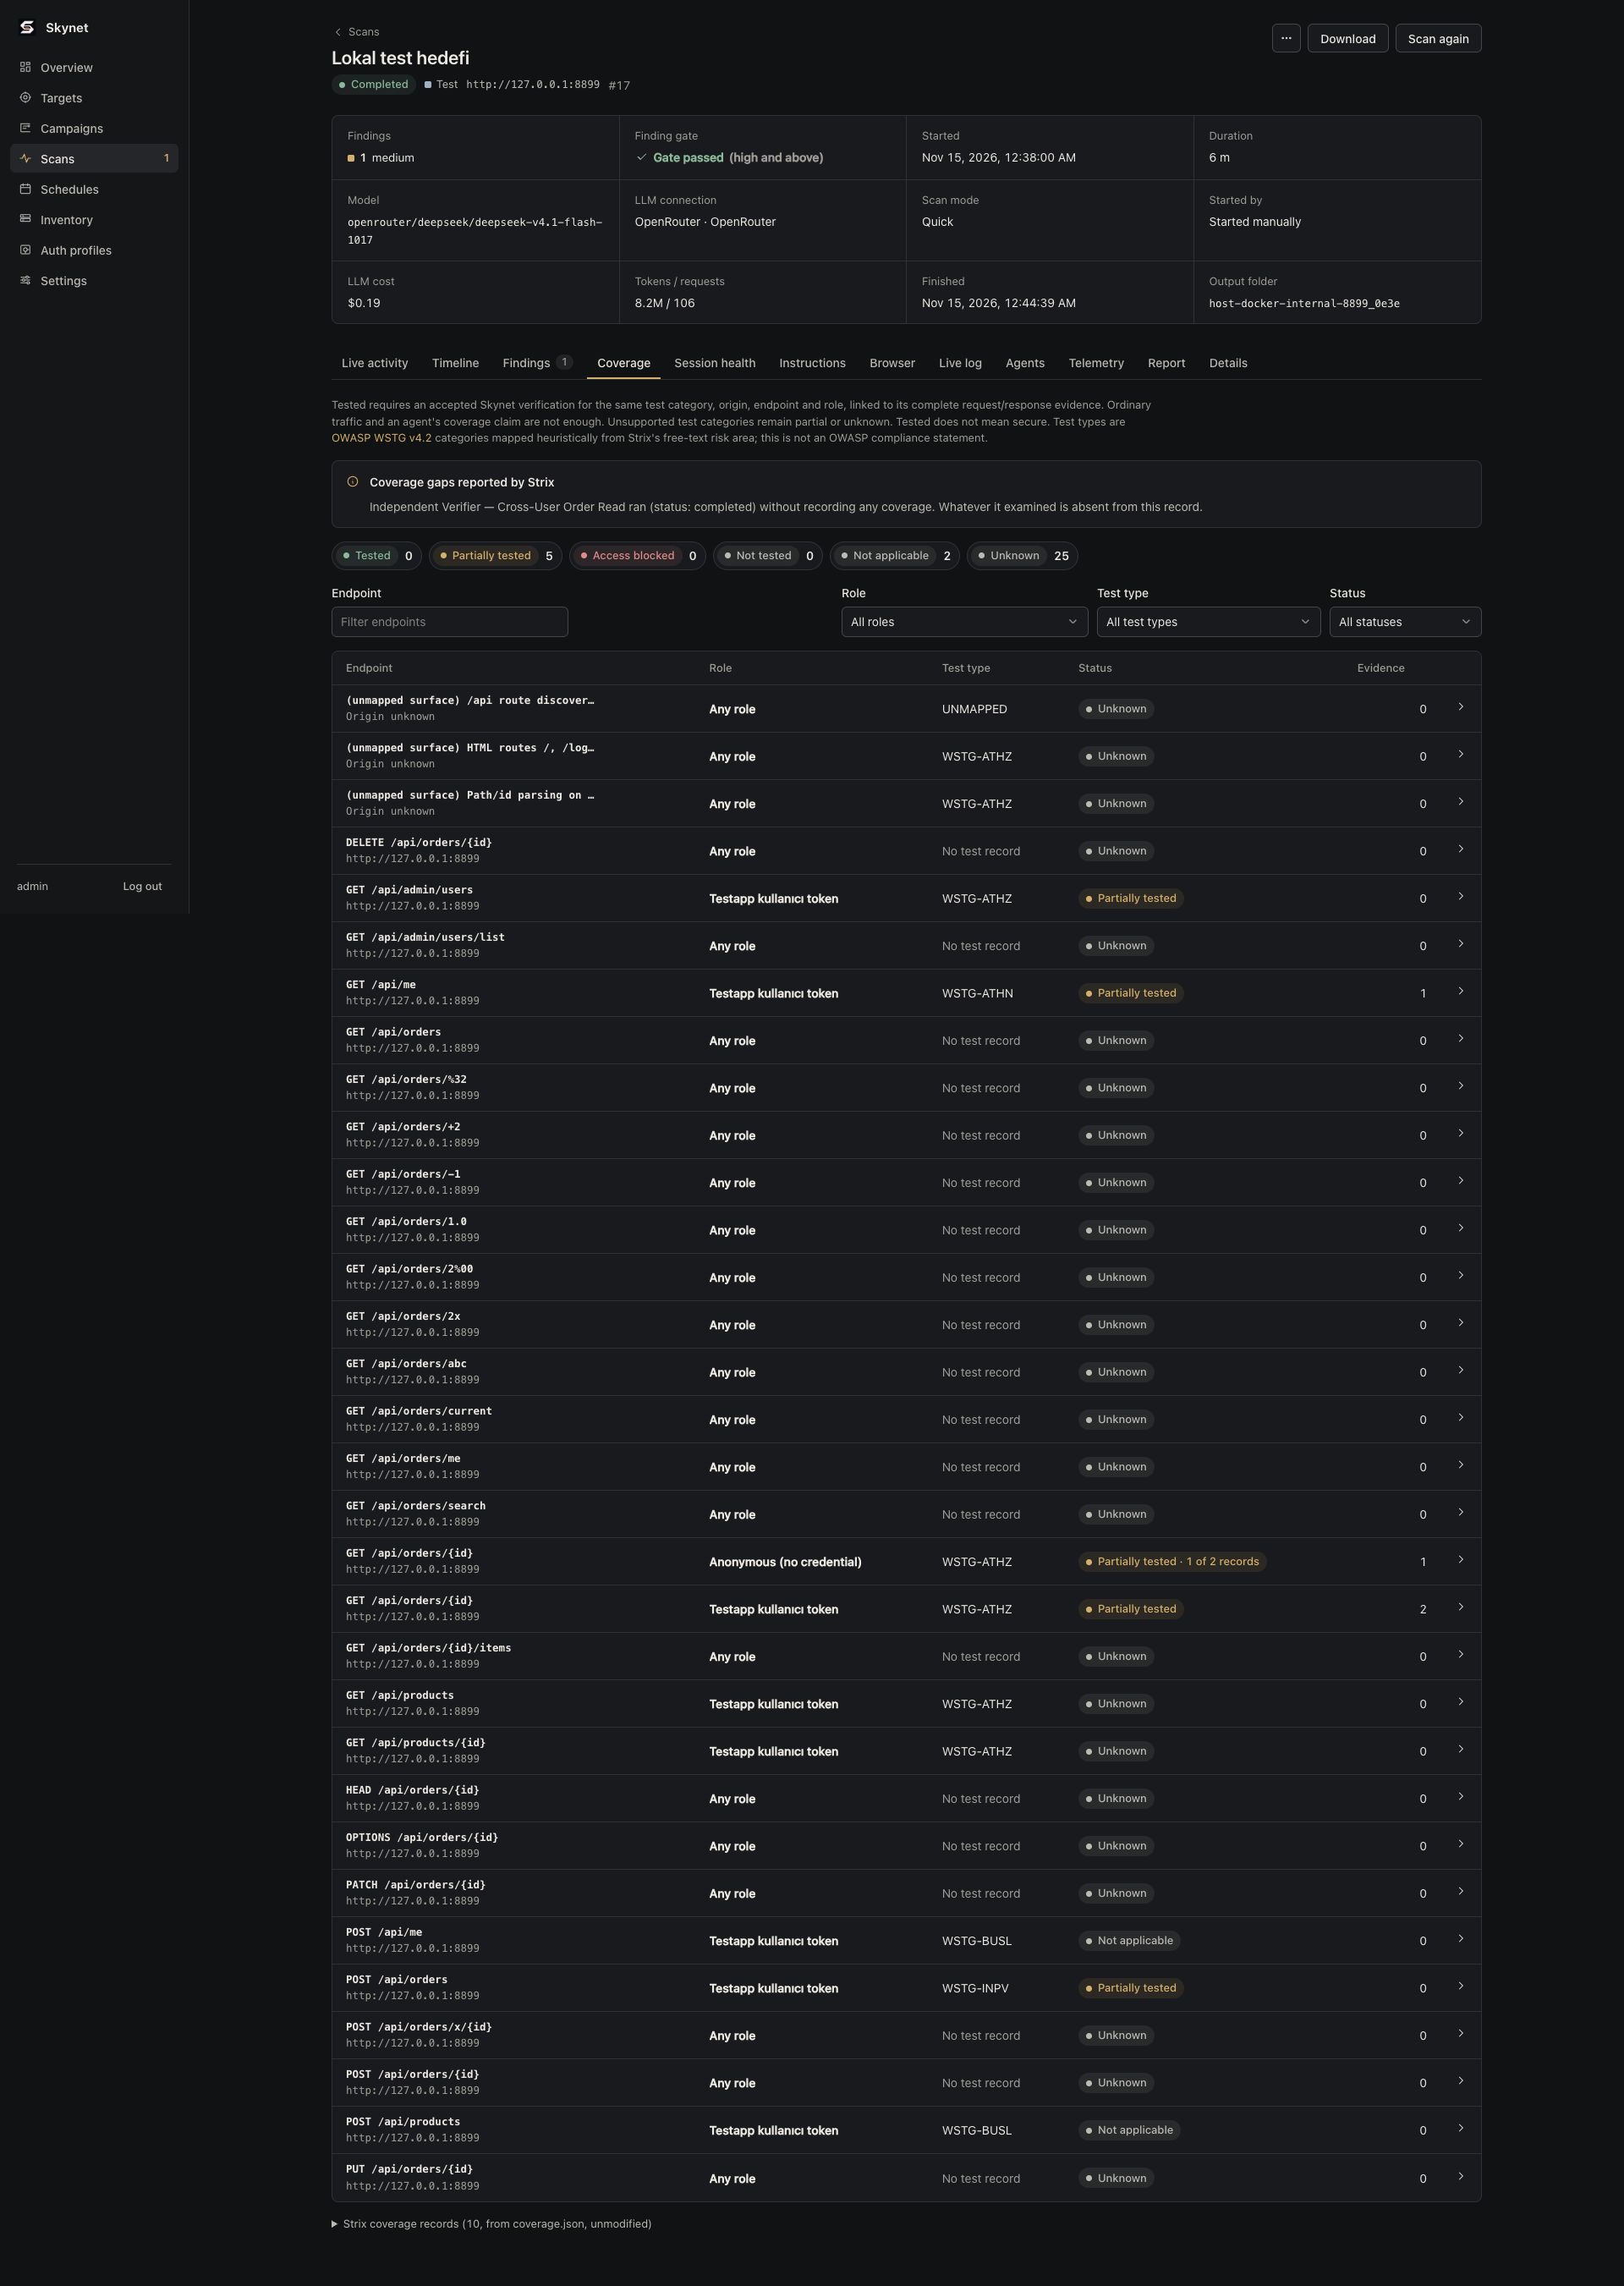 Skynet
Overview
Targets
Campaigns
Scans 1
Schedules
Inventory
Auth profiles
Settings
admin Log out
Scans
Lokal test hedefi
Completed Test http://127.0.0.1:8899 #17
... Download Scan again
Findings
1 medium
Finding gate
Gate passed (high and above)
Started
Nov 15, 2026, 12:38:00 AM
Duration
6 m
Model
openrouter/deepseek/deepseek-v4.1-flash-
1017
LLM connection
OpenRouter · OpenRouter
Scan mode
Quick
Started by
Started manually
LLM cost
$0.19
Tokens / requests
8.2M / 106
Finished
Nov 15, 2026, 12:44:39 AM
Output folder
host-docker-internal-8899_0e3e
Live activity Timeline Findings 1 Coverage Session health Instructions Browser Live log Agents Telemetry Report Details
Tested requires an accepted Skynet verification for the same test category, origin, endpoint and role, linked to its complete request/response evidence. Ordinary
traffic and an agent's coverage claim are not enough. Unsupported test categories remain partial or unknown. Tested does not mean secure. Test types are
OWASP WSTG v4.2 categories mapped heuristically from Strix's free-text risk area; this is not an OWASP compliance statement.
Coverage gaps reported by Strix
Independent Verifier — Cross-User Order Read ran (status: completed) without recording any coverage. Whatever it examined is absent from this record.
Tested 0 Partially tested 5 Access blocked 0 Not tested 0 Not applicable 2 Unknown 25
Endpoint Role Test type Status
Filter endpoints All roles All test types All statuses
Endpoint Role Test type Status Evidence
(unmapped surface) /api route discover…
Origin unknown
Any role UNMAPPED Unknown 0
(unmapped surface) HTML routes /, /log…
Origin unknown
Any role WSTG-ATHZ Unknown 0
(unmapped surface) Path/id parsing on …
Origin unknown
Any role WSTG-ATHZ Unknown 0
DELETE /api/orders/{id}
http://127.0.0.1:8899
Any role No test record Unknown 0
GET /api/admin/users
http://127.0.0.1:8899
Testapp kullanıcı token WSTG-ATHZ Partially tested 0
GET /api/admin/users/list
http://127.0.0.1:8899
Any role No test record Unknown 0
GET /api/me
http://127.0.0.1:8899
Testapp kullanıcı token WSTG-ATHN Partially tested 1
GET /api/orders
http://127.0.0.1:8899
Any role No test record Unknown 0
GET /api/orders/%32
http://127.0.0.1:8899
Any role No test record Unknown 0
GET /api/orders/+2
http://127.0.0.1:8899
Any role No test record Unknown 0
GET /api/orders/-1
http://127.0.0.1:8899
Any role No test record Unknown 0
GET /api/orders/1.0
http://127.0.0.1:8899
Any role No test record Unknown 0
GET /api/orders/2%00
http://127.0.0.1:8899
Any role No test record Unknown 0
GET /api/orders/2x
http://127.0.0.1:8899
Any role No test record Unknown 0
GET /api/orders/abc
http://127.0.0.1:8899
Any role No test record Unknown 0
GET /api/orders/current
http://127.0.0.1:8899
Any role No test record Unknown 0
GET /api/orders/me
http://127.0.0.1:8899
Any role No test record Unknown 0
GET /api/orders/search
http://127.0.0.1:8899
Any role No test record Unknown 0
GET /api/orders/{id}
http://127.0.0.1:8899
Anonymous (no credential) WSTG-ATHZ Partially tested · 1 of 2 records 1
GET /api/orders/{id}
http://127.0.0.1:8899
Testapp kullanıcı token WSTG-ATHZ Partially tested 2
GET /api/orders/{id}/items
http://127.0.0.1:8899
Any role No test record Unknown 0
GET /api/products
http://127.0.0.1:8899
Testapp kullanıcı token WSTG-ATHZ Unknown 0
GET /api/products/{id}
http://127.0.0.1:8899
Testapp kullanıcı token WSTG-ATHZ Unknown 0
HEAD /api/orders/{id}
http://127.0.0.1:8899
Any role No test record Unknown 0
OPTIONS /api/orders/{id}
http://127.0.0.1:8899
Any role No test record Unknown 0
PATCH /api/orders/{id}
http://127.0.0.1:8899
Any role No test record Unknown 0
POST /api/me
http://127.0.0.1:8899
Testapp kullanıcı token WSTG-BUSL Not applicable 0
POST /api/orders
http://127.0.0.1:8899
Testapp kullanıcı token WSTG-INPV Partially tested 0
POST /api/orders/x/{id}
http://127.0.0.1:8899
Any role No test record Unknown 0
POST /api/orders/{id}
http://127.0.0.1:8899
Any role No test record Unknown 0
POST /api/products
http://127.0.0.1:8899
Testapp kullanıcı token WSTG-BUSL Not applicable 0
PUT /api/orders/{id}
http://127.0.0.1:8899
Any role No test record Unknown 0
Strix coverage records (10, from coverage.json, unmodified)